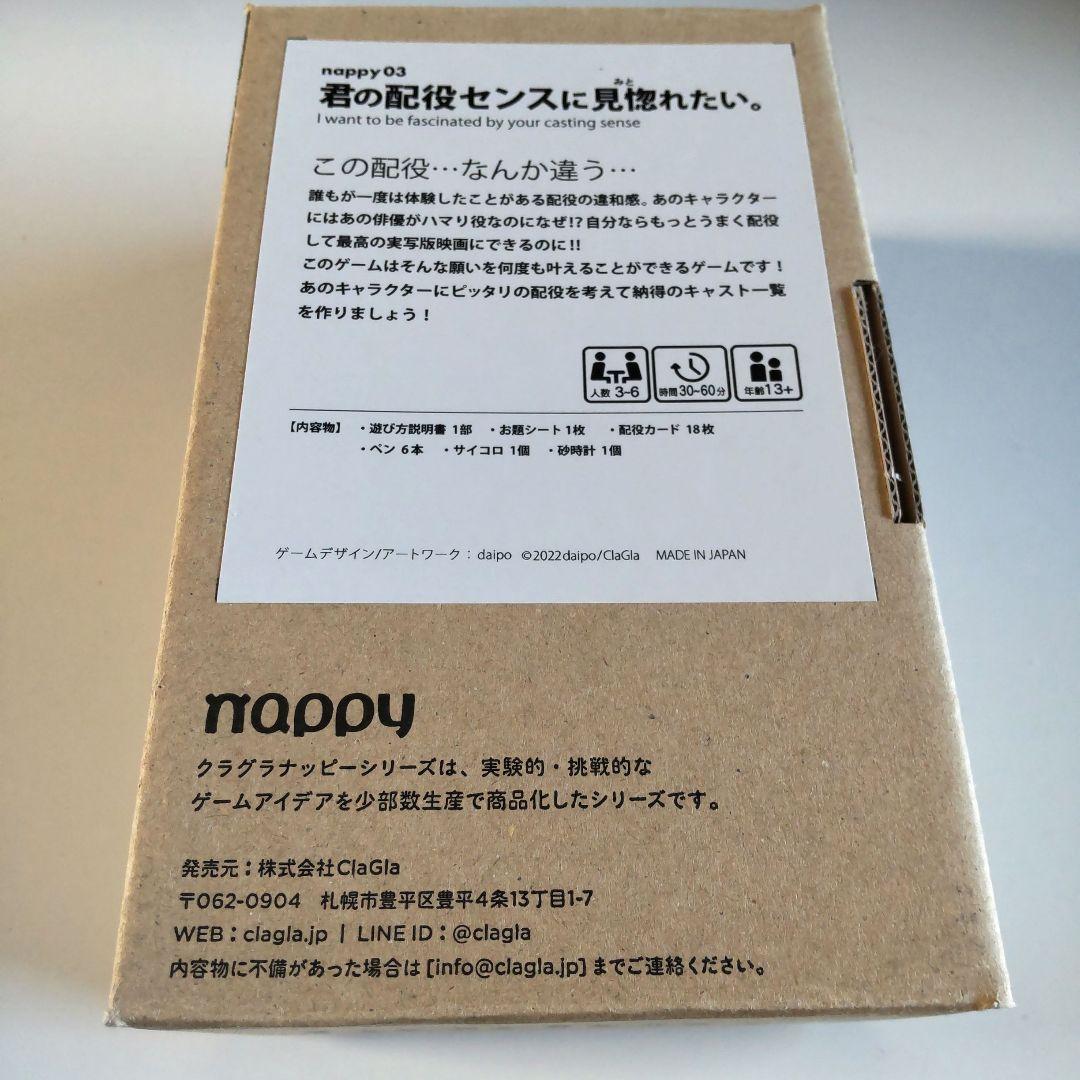 nappy03
君の配役センスに見惚れたい。
みと
I want to be fascinated by your casting sense
この配役…なんか違う…
誰もが一度は体験したことがある配役の違和感。あのキャラクター
にはあの俳優がハマり役なのになぜ!?自分ならもっとうまく配役
して最高の実写版映画にできるのに!!
このゲームはそんな願いを何度も叶えることができるゲームです！
あのキャラクターにピッタリの配役を考えて納得のキャスト一覧
を作りましょう！
人数 3~6 時間30~60分 年齢13+
【内容物】 ・遊び方説明書 1部 ・お題シート1枚 ・配役カード 18枚
・ペン 6本 ・サイコロ 1個 ・砂時計 1個
ゲームデザイン/アートワーク：daipo ©2022daipo/ClaGla MADE IN JAPAN
nappy
クラグラナッピーシリーズは、実験的・挑戦的な
ゲームアイデアを少部数生産で商品化したシリーズです。
発売元：株式会社ClaGla
〒062-0904 札幌市豊平区豊平4条13丁目1-7
WEB：clagla.jp | LINE ID：@clagla
内容物に不備があった場合は[info@clagla.jp]までご連絡ください。